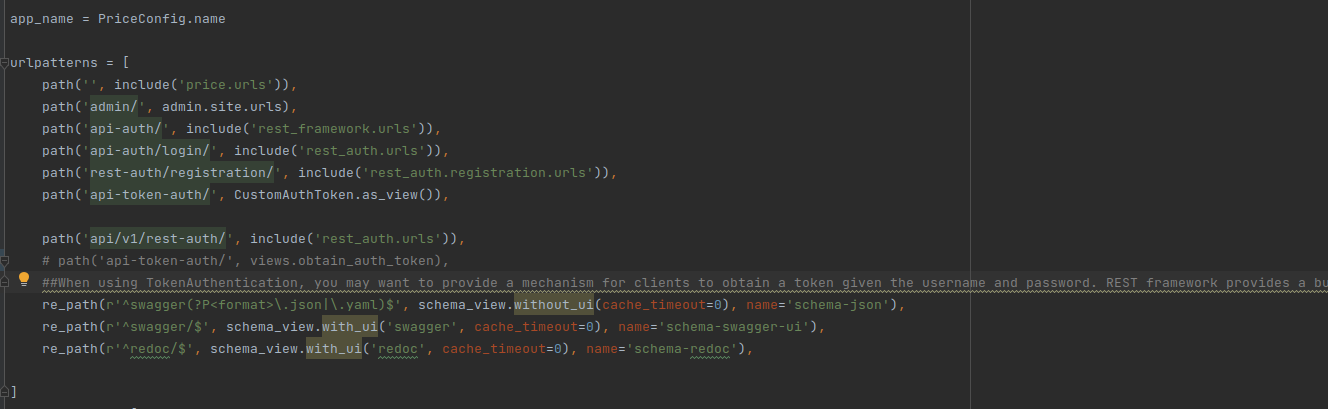 app_name = PriceConfig.name
urlpatterns = [
path('', include('price.urls')),
path('admin/', admin.site.urls),
path('api-auth/', include('rest_framework.urls')),
path('api-auth/login/', include('rest_auth.urls')),
path('rest-auth/registration/', include('rest_auth.registration.urls')),
path('api-token-auth/', CustomAuthToken.as_view()),
path('api/v1/rest-auth/', include('rest_auth.urls')),
# path('api-token-auth/', views.obtain_auth_token),
##When using TokenAuthentication, you may want to provide a mechanism for clients to obtain a token given the username and password. REST framework provides a bu
re_path(r'^swagger(?P<format>\.json|\.yaml)$', schema_view.without_ui(cache_timeout=0), name='schema-json'),
re_path(r'^swagger/$', schema_view.with_ui('swagger', cache_timeout=0), name='schema-swagger-ui'),
re_path(r'^redoc/$', schema_view.with_ui('redoc', cache_timeout=0), name='schema-redoc'),
]